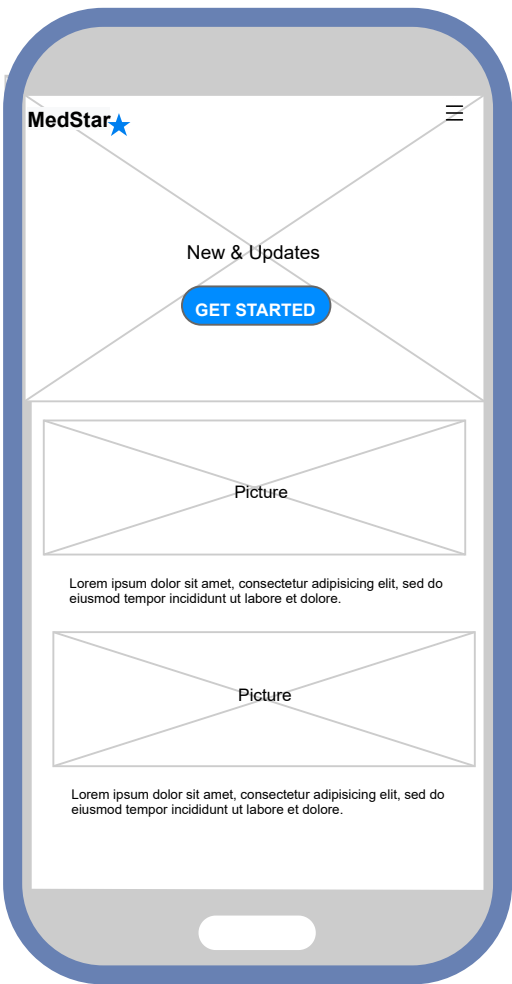 MedStar
New & Updates
GET STARTED
Picture
Lorem ipsum dolor sit amet, consectetur adipisicing elit, sed do
eiusmod tempor incididunt ut labore et dolore.
Picture
Lorem ipsum dolor sit amet, consectetur adipisicing elit, sed do
eiusmod tempor incididunt ut labore et dolore.